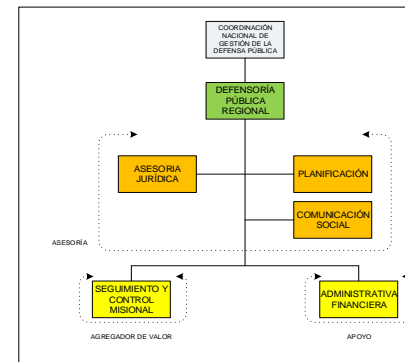 COORDINACIÓN
NACIONAL DE
GESTIÓN DE LA
DEFENSA PÚBLICA
DEFENSORÍA
PÚBLICA
REGIONAL
ASESORIA
JURÍDICA
PLANIFICACIÓN
COMUNICACIÓN
SOCIAL
ASESORÍA
SEGUIMIENTO Y
CONTROL
MISIONAL
ADMINISTRATIVA
FINANCIERA
AGREGADOR DE VALOR
APOYO